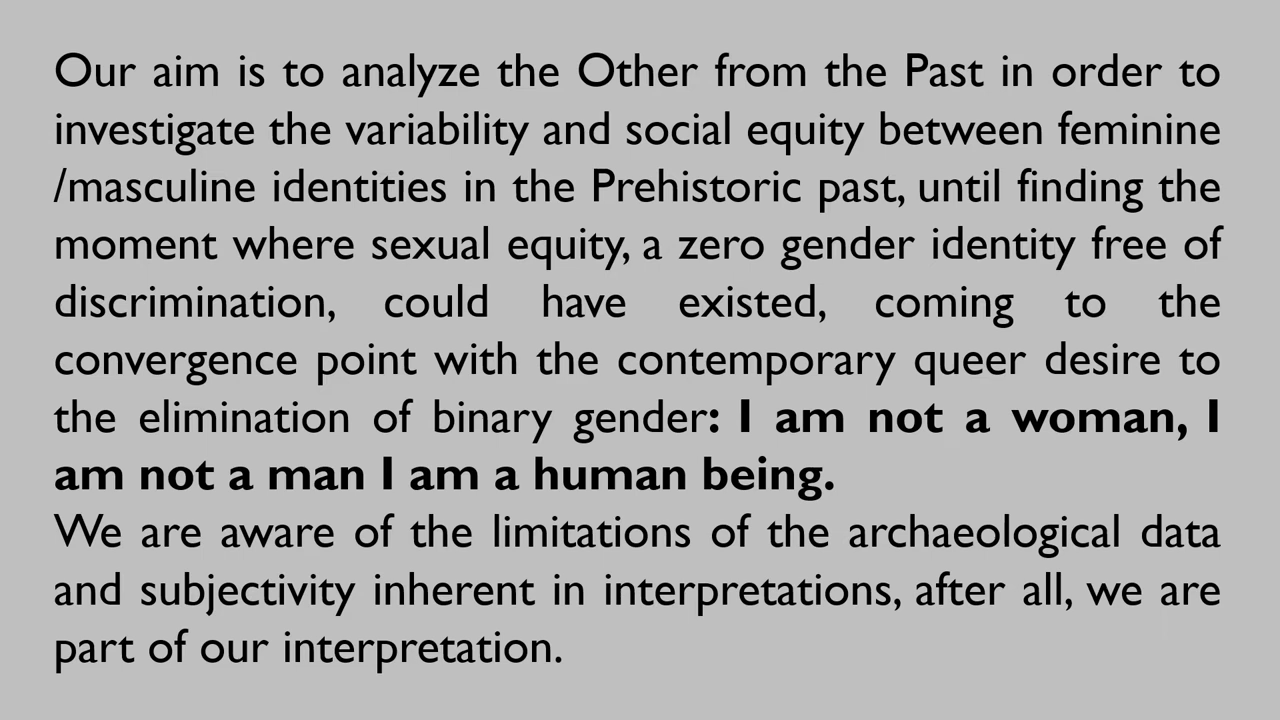 Our aim is to analyze the Other from the Past in order to
investigate the variability and social equity between feminine
/masculine identities in the Prehistoric past, until finding the
moment where sexual equity, a zero gender identity free of
discrimination, could have existed, coming to the
convergence point with the contemporary queer desire to
the elimination of binary gender: I am not a woman, I
am not a man I am a human being.
We are aware of the limitations of the archaeological data
and subjectivity inherent in interpretations, after all, we are
part of our interpretation.